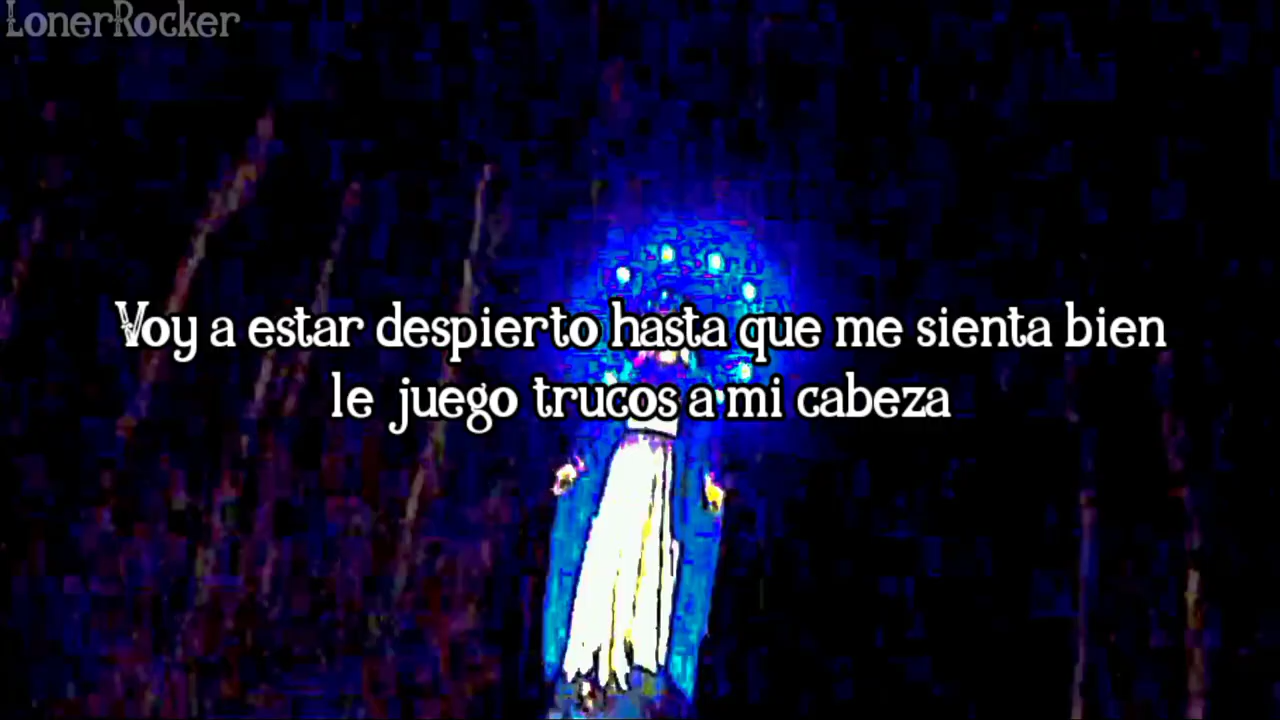 LonerRocker
Voy a estar despierto hasta que me sienta bien
le juego trucos a mi cabeza